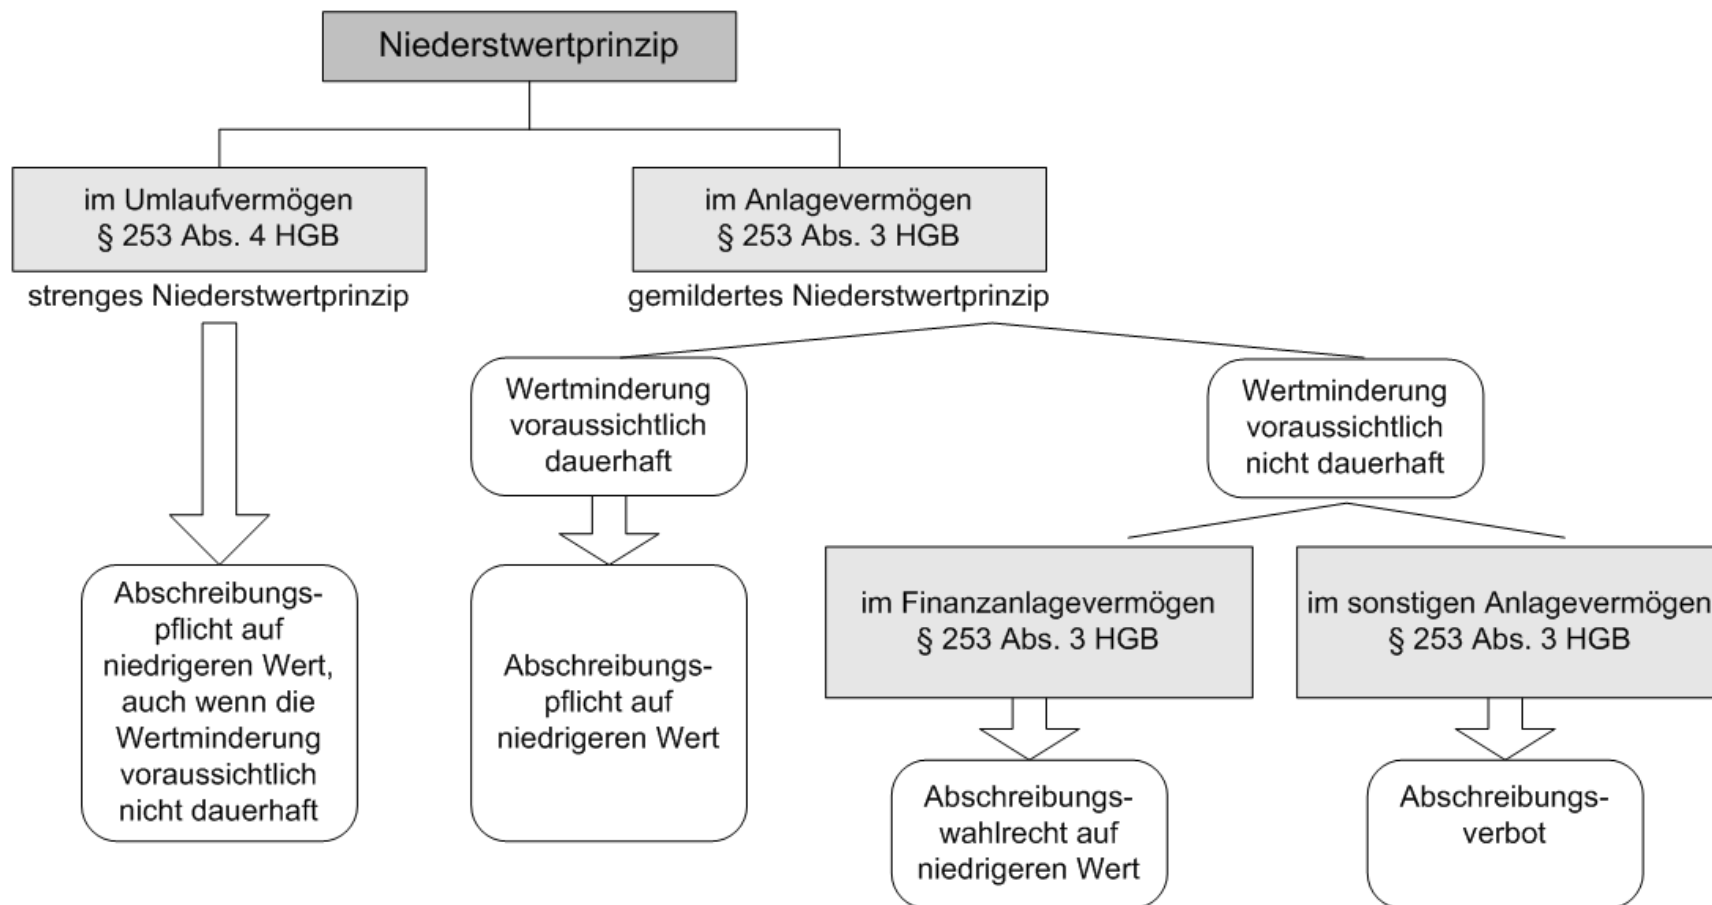 Niederstwertprinzip
im Umlaufvermögen
§ 253 Abs. 4 HGB
strenges Niederstwertprinzip
im Anlagevermögen
§ 253 Abs. 3 HGB
gemildertes Niederstwertprinzip
Wertminderung
voraussichtlich
dauerhaft
Wertminderung
voraussichtlich
nicht dauerhaft
Abschreibungs-
pflicht auf
niedrigeren Wert,
auch wenn die
Wertminderung
voraussichtlich
nicht dauerhaft
Abschreibungs-
pflicht auf
niedrigeren Wert
im Finanzanlagevermögen
§ 253 Abs. 3 HGB
im sonstigen Anlagevermögen
§ 253 Abs. 3 HGB
Abschreibungs-
wahlrecht auf
niedrigeren Wert
Abschreibungs-
verbot